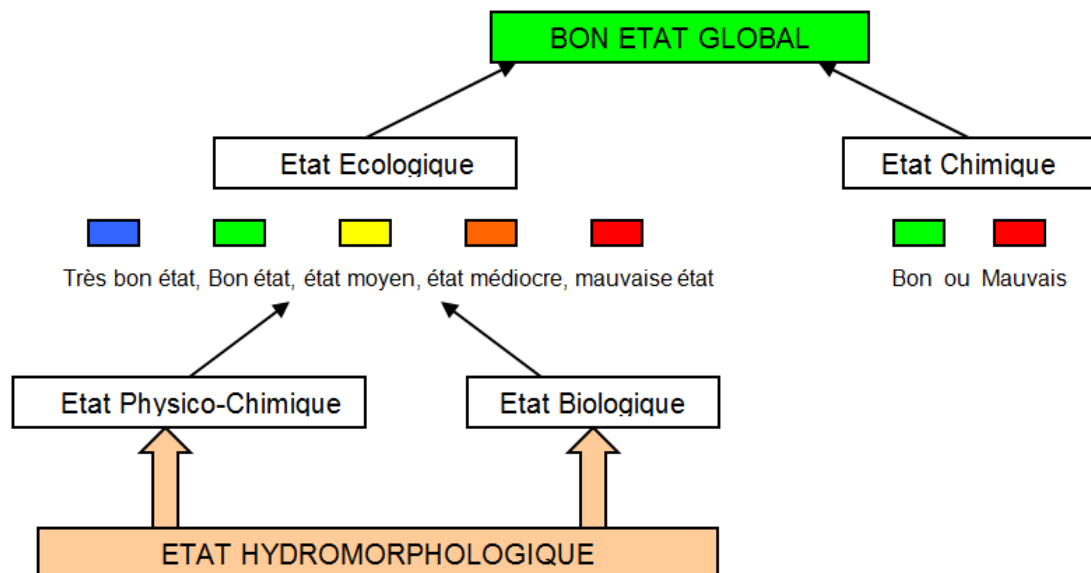 BON ETAT GLOBAL
Etat Ecologique
Etat Chimique
Très bon état, Bon état, état moyen, état médiocre, mauvaise état
Bon ou Mauvais
Etat Physico-Chimique
Etat Biologique
ETAT HYDROMORPHOLOGIQUE